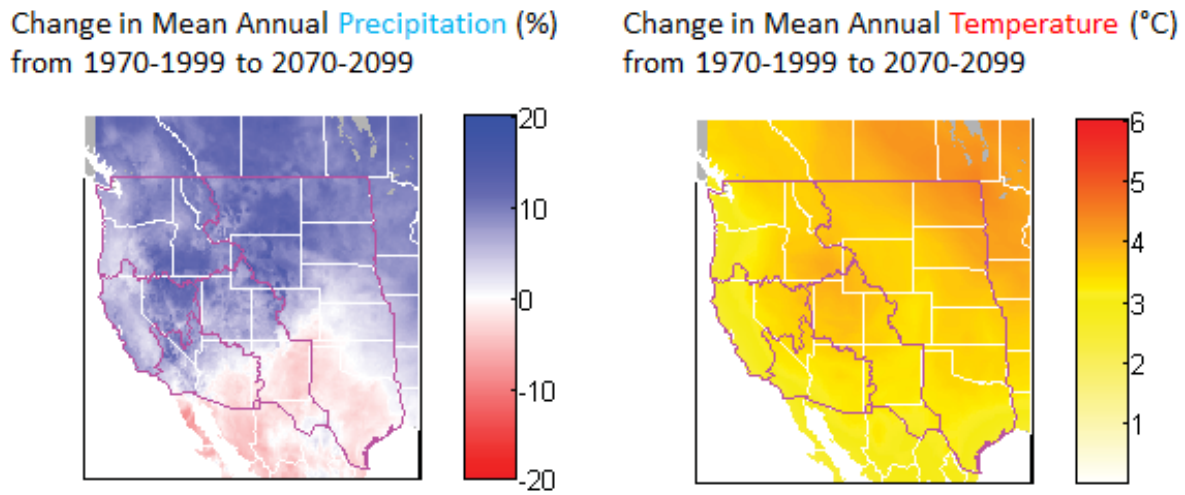 Change in Mean Annual Precipitation (%)
from 1970-1999 to 2070-2099
20
10
0
-10
-20
Change in Mean Annual Temperature (°C)
from 1970-1999 to 2070-2099
6
5
4
3
2
1